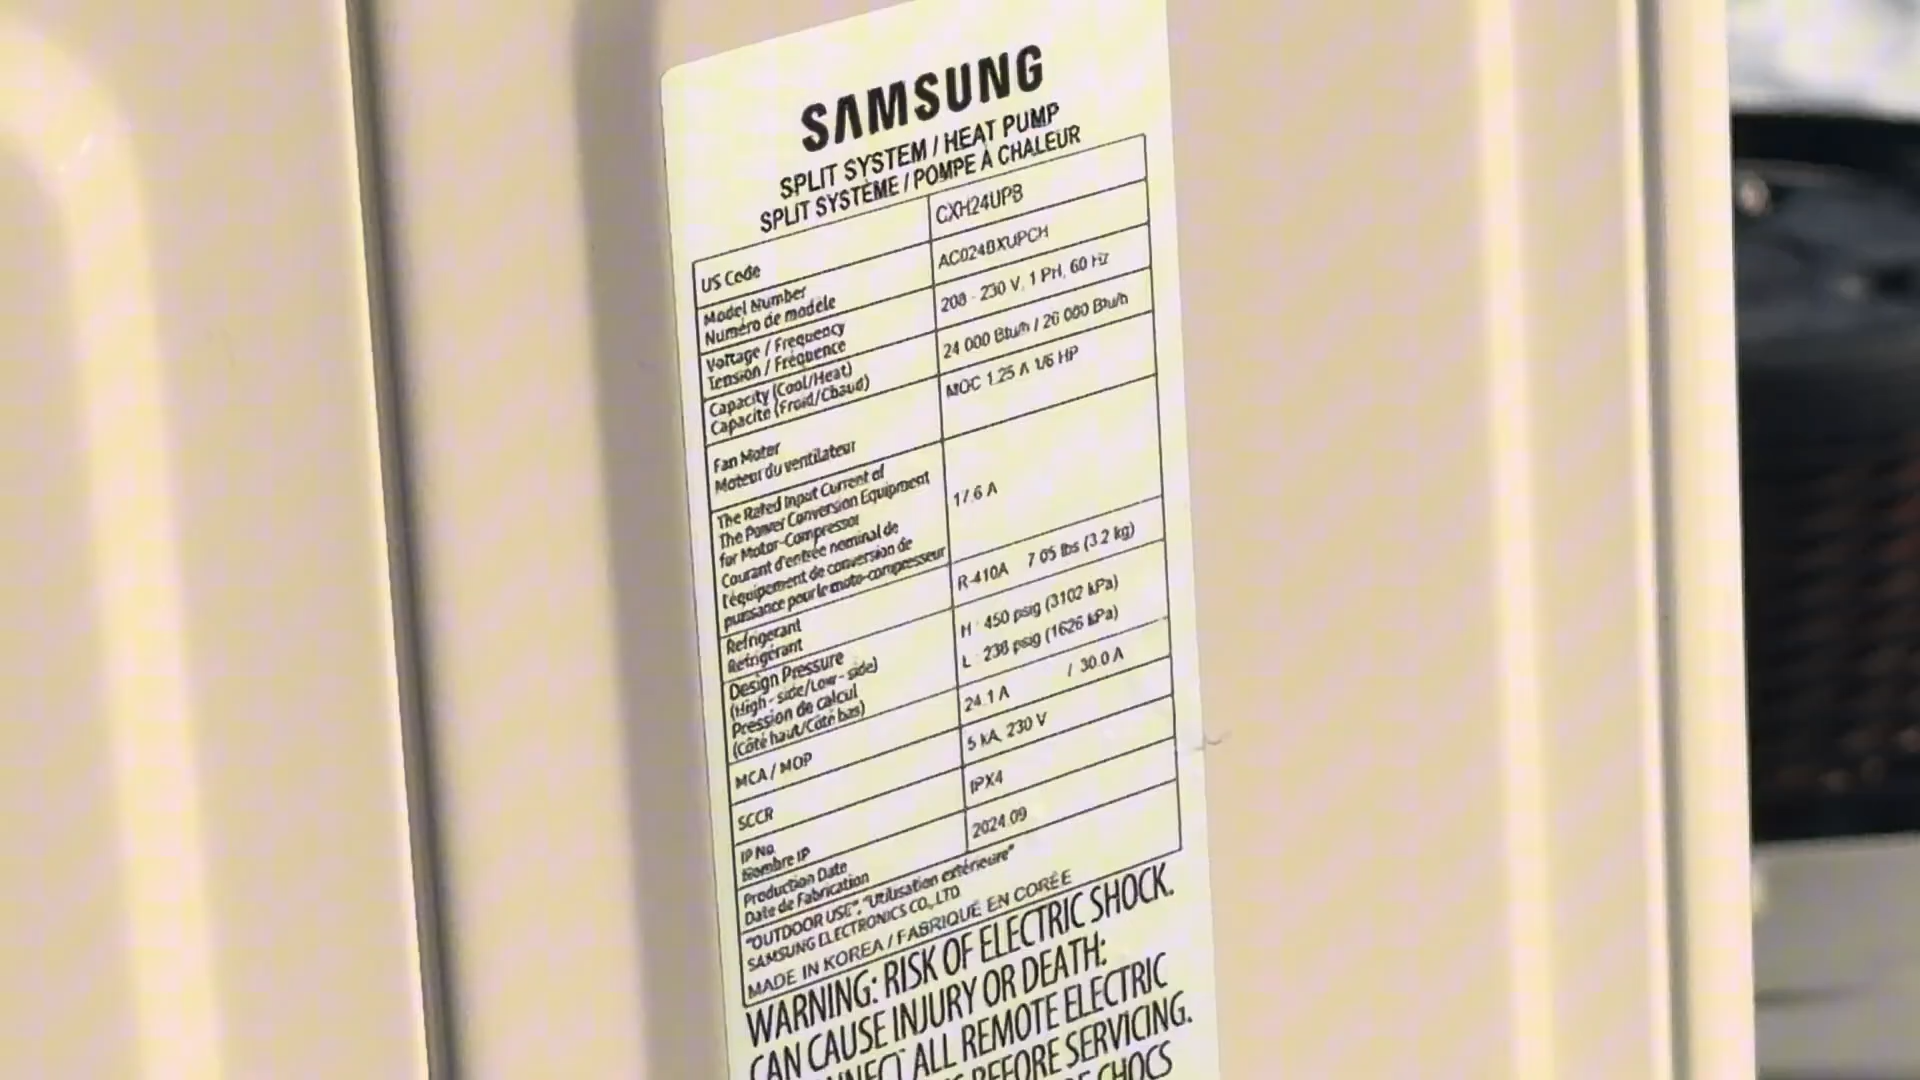 SAMSUNG
SPLIT SYSTEM / HEAT PUMP
SPLIT SYSTÈME / POMPE À CHALEUR
US Code CXH24UPB
Model Number AC024BXUPCH
Numéro de modèle
Voltage / Frequency 208 - 230 V, 1 PH, 60 Hz
Tension / Fréquence
Capacity (Cool/Heat) 24 000 Btu/h / 26 000 Btu/h
Capacité (Froid/Chaud)
Fan Motor MOC 1.25 A 1/6 HP
Moteur du ventilateur
The Rated Input Current of
The Power Conversion Equipment
for Motor-Compressor 17.6 A
Courant d'entrée nominal de
l'équipement de conversion de
puissance pour le moto-compresseur
Refrigerant R-410A 7.05 lbs (3.2 kg)
Réfrigérant
Design Pressure H : 450 psig (3102 kPa)
(High - side/Low - side) L : 236 psig (1626 kPa)
Pression de calcul
(Côté haut/Côté bas)
MCA / MOP 24.1 A / 30.0 A
SCCR 5 kA, 230 V
IP No. IPX4
Nombre IP
Production Date 2024.09
Date de Fabrication
"OUTDOOR USE", "Utilisation extérieure"
SAMSUNG ELECTRONICS CO., LTD
MADE IN KOREA / FABRIQUÉ EN CORÉE
WARNING: RISK OF ELECTRIC SHOCK.
CAN CAUSE INJURY OR DEATH:
ALL REMOTE ELECTRIC
BEFORE SERVICING.
CHOCS